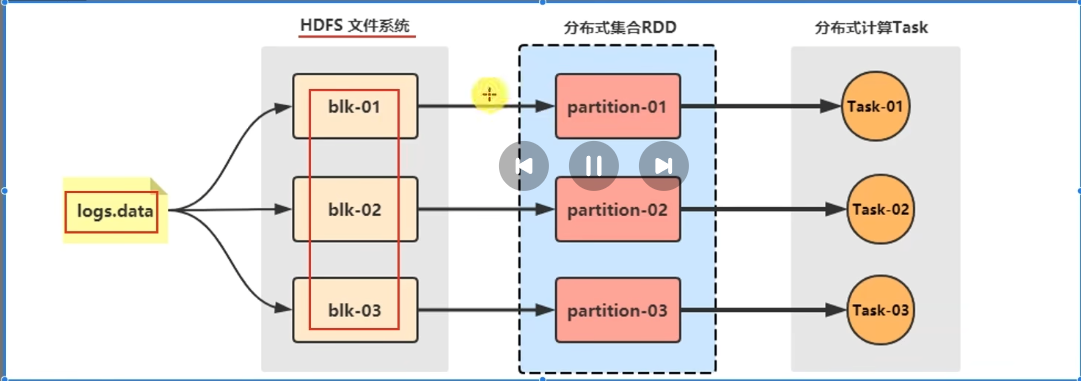 HDFS 文件系统
分布式集合RDD
分布式计算Task
logs.data
blk-01
partition-01
Task-01
blk-02
partition-02
Task-02
blk-03
partition-03
Task-03